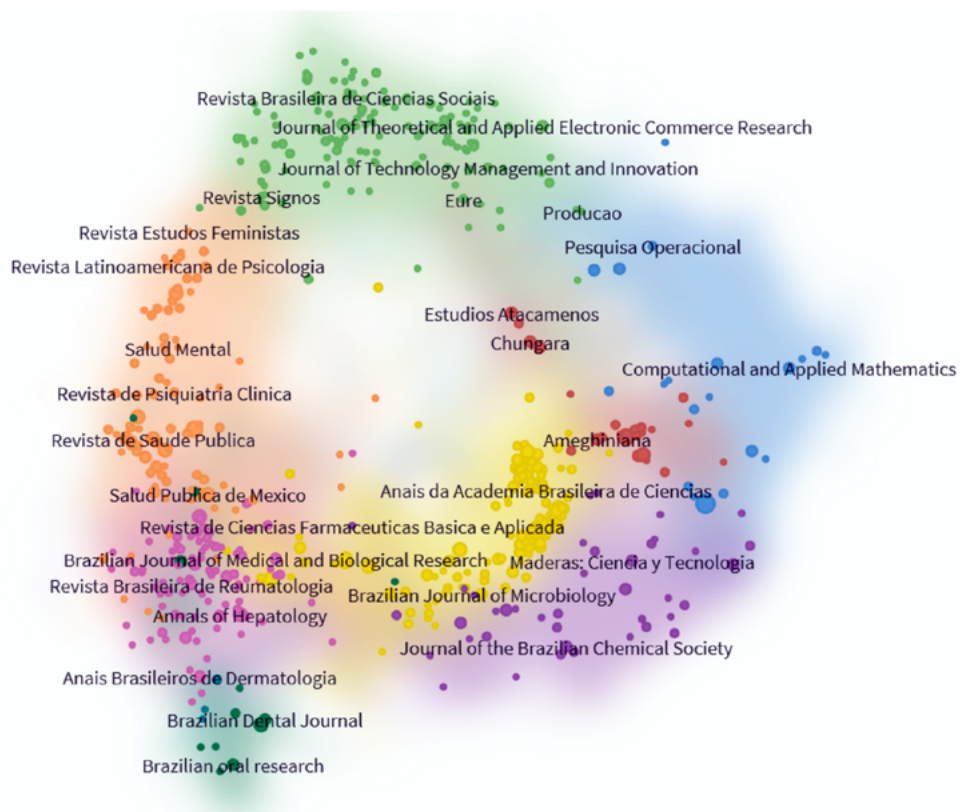 Revista Brasileira de Ciencias Sociais
Journal of Theoretical and Applied Electronic Commerce Research
Journal of Technology Management and Innovation
Revista Signos
Eure
Producao
Revista Estudos Feministas
Pesquisa Operacional
Revista Latinoamericana de Psicologia
Estudios Atacamenos
Chungara
Salud Mental
Computational and Applied Mathematics
Revista de Psiquiatria Clinica
Revista de Saude Publica
Ameghiniana
Salud Publica de Mexico
Anais da Academia Brasileira de Ciencias
Revista de Ciencias Farmaceuticas Basica e Aplicada
Brazilian Journal of Medical and Biological Research
Maderas: Ciencia y Tecnologia
Revista Brasileira de Reumatologia
Brazilian Journal of Microbiology
Annals of Hepatology
Journal of the Brazilian Chemical Society
Anais Brasileiros de Dermatologia
Brazilian Dental Journal
Brazilian oral research